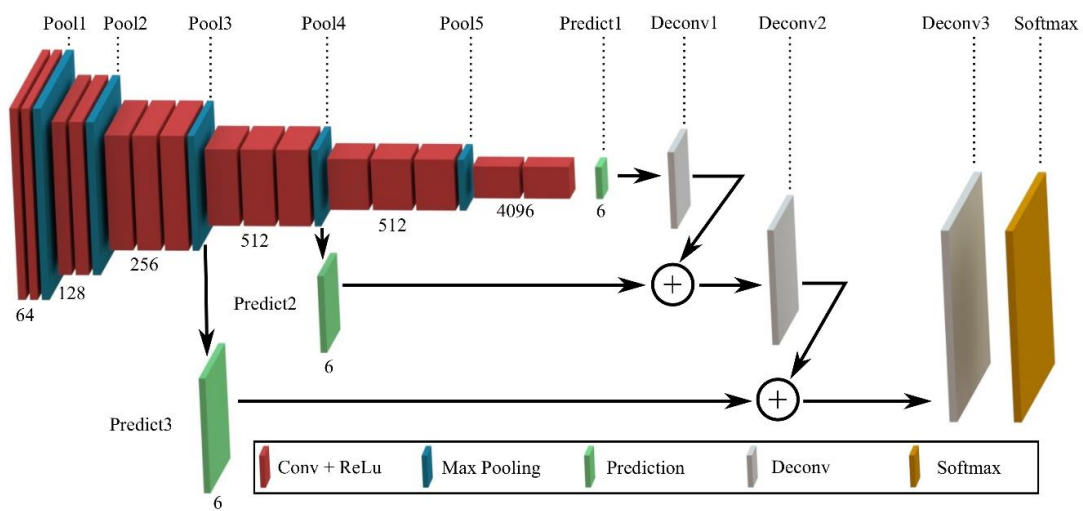 Pool1 Pool2 Pool3 Pool4 Pool5 Predict1 Deconv1 Deconv2 Deconv3 Softmax
64
128
256
512
512
4096
6
Predict2
6
Predict3
6
Conv + ReLu Max Pooling Prediction Deconv Softmax